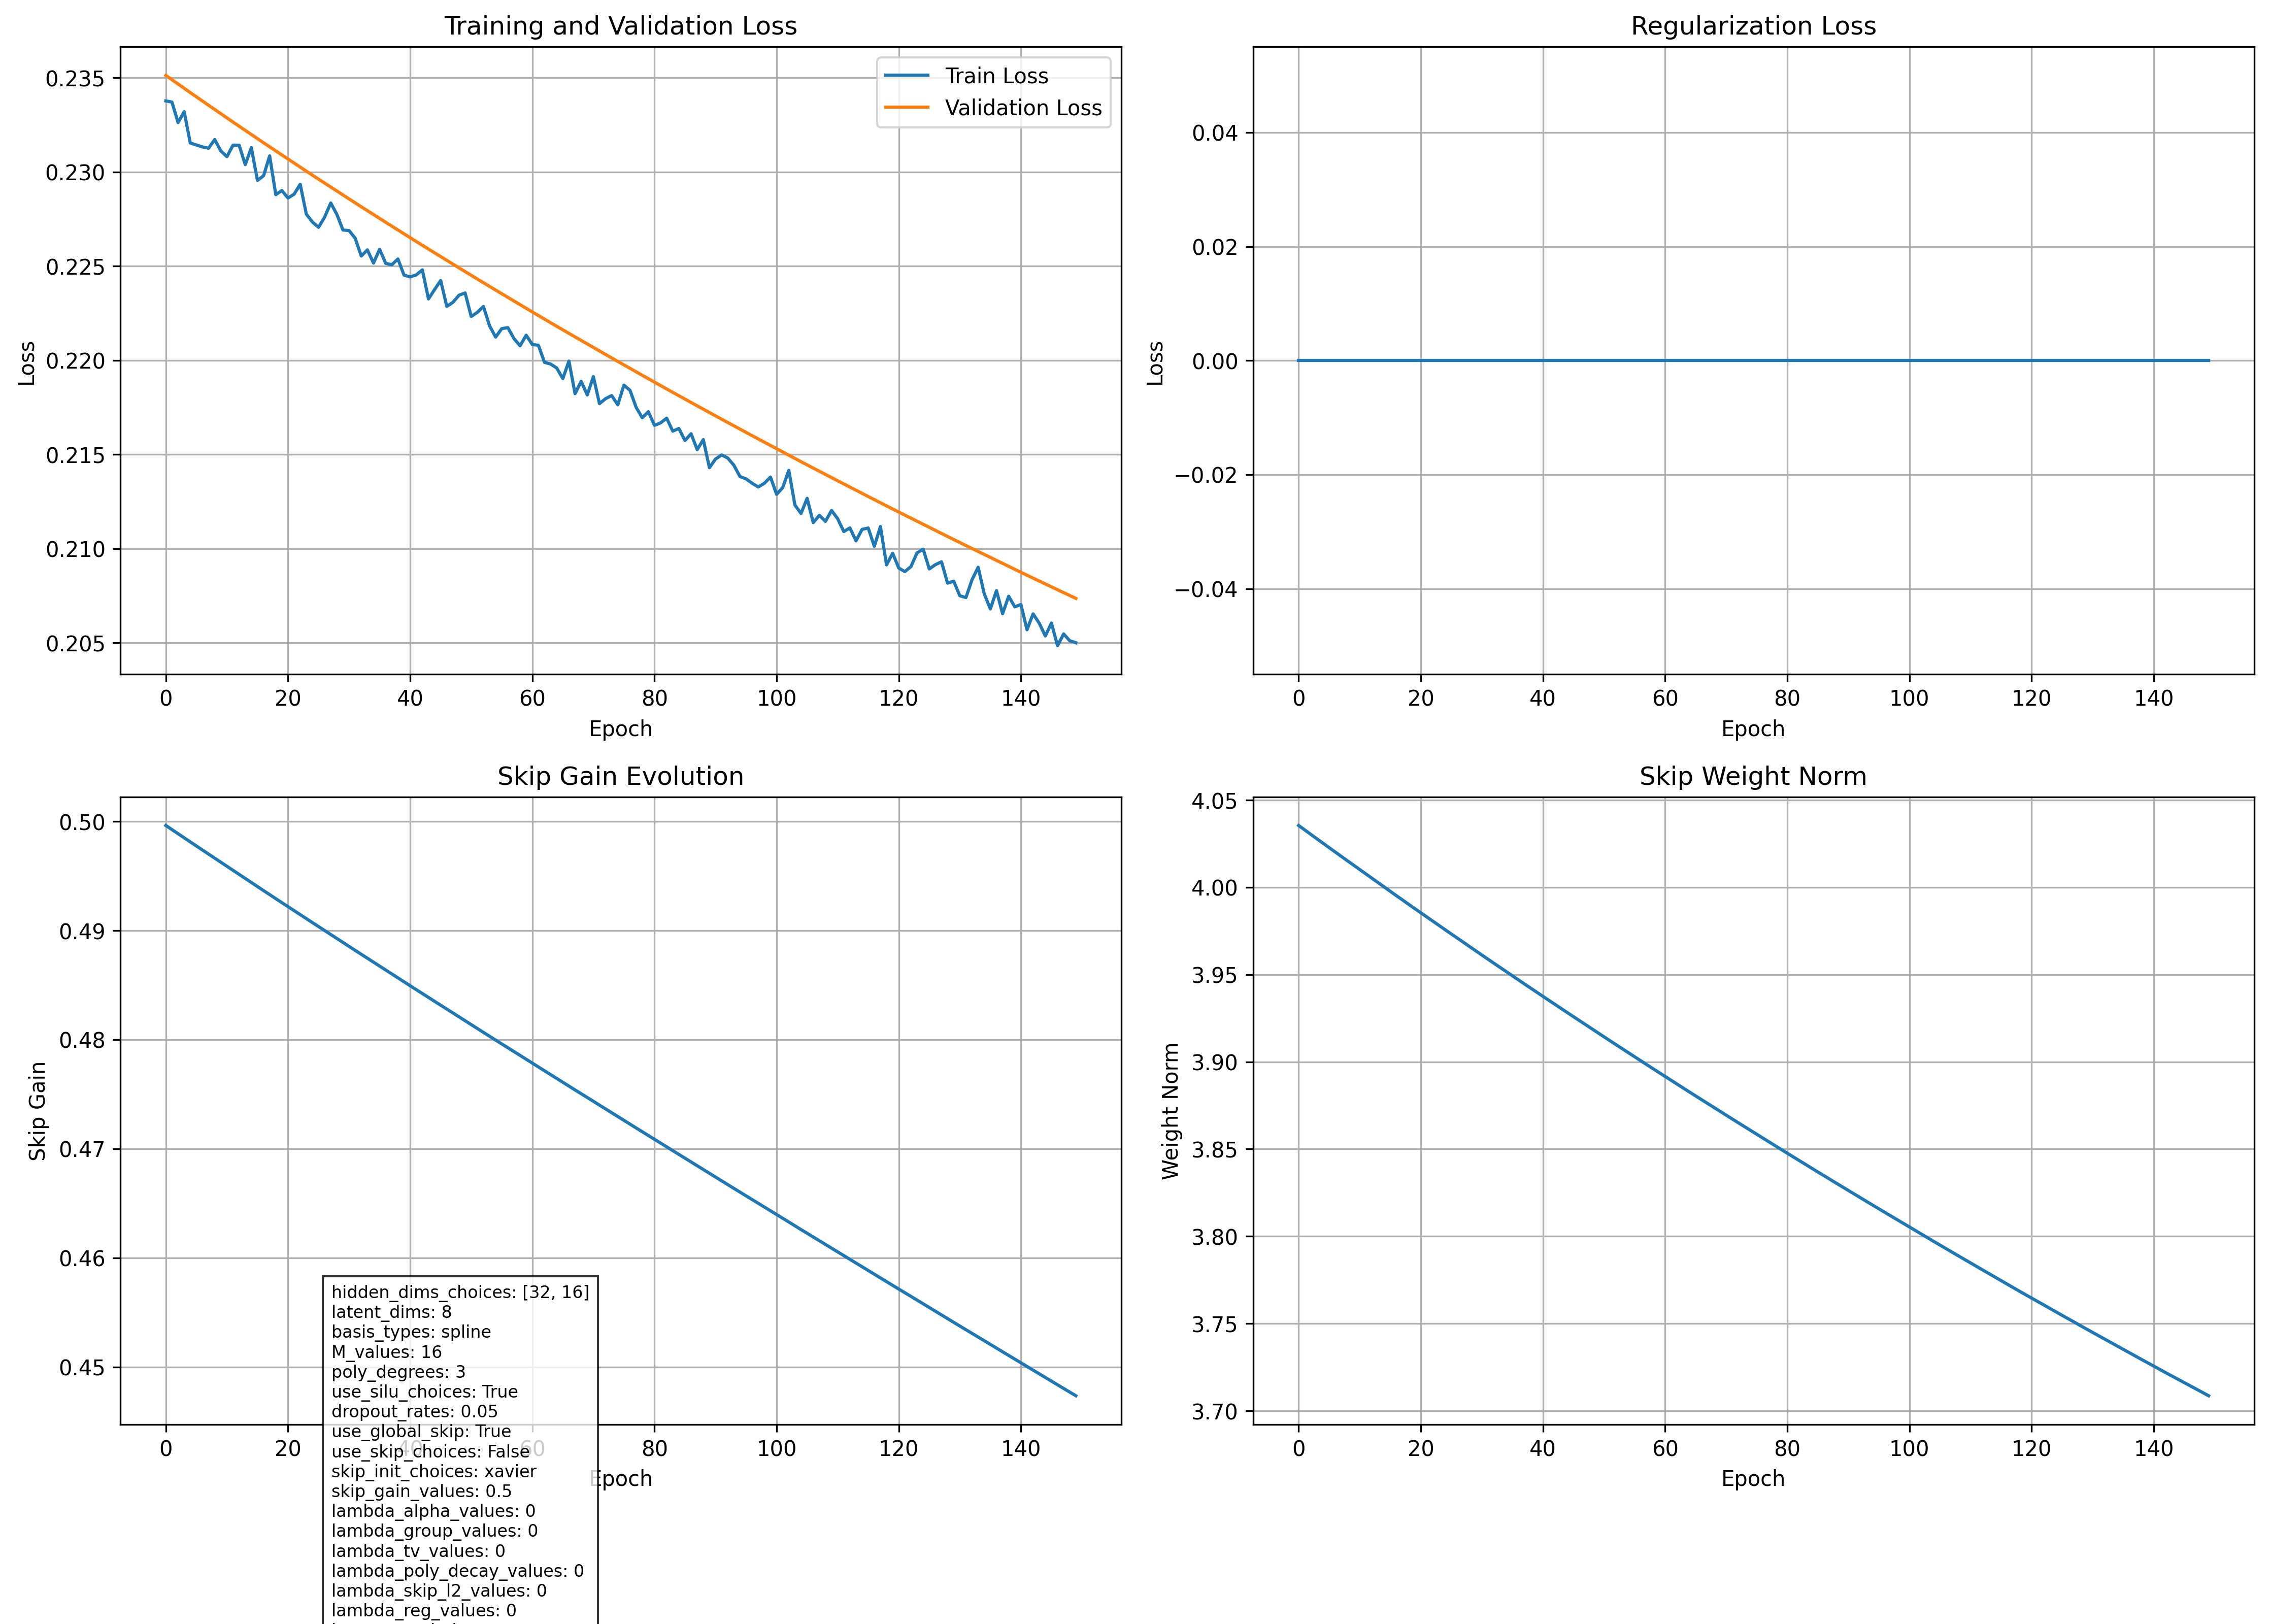 Training and Validation Loss
Loss
0.235
0.230
0.225
0.220
0.215
0.210
0.205
Train Loss
Validation Loss
0 20 40 60 80 100 120 140
Epoch
Regularization Loss
Loss
0.04
0.02
0.00
−0.02
−0.04
0 20 40 60 80 100 120 140
Epoch
Skip Gain Evolution
Skip Gain
0.50
0.49
0.48
0.47
0.46
0.45
0 20 40 60 80 100 120 140
Epoch
hidden_dims_choices: [32, 16]
latent_dims: 8
basis_types: spline
M_values: 16
poly_degrees: 3
use_silu_choices: True
dropout_rates: 0.05
use_global_skip: True
use_skip_choices: False
skip_init_choices: xavier
skip_gain_values: 0.5
lambda_alpha_values: 0
lambda_group_values: 0
lambda_tv_values: 0
lambda_poly_decay_values: 0
lambda_skip_l2_values: 0
lambda_reg_values: 0
Skip Weight Norm
Weight Norm
4.05
4.00
3.95
3.90
3.85
3.80
3.75
3.70
0 20 40 60 80 100 120 140
Epoch